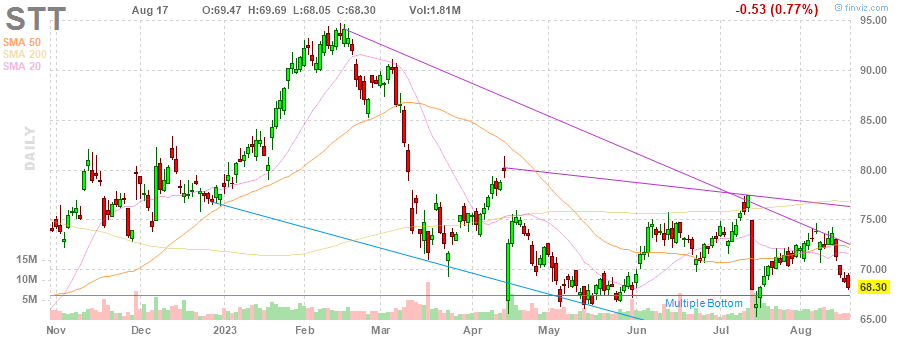 STT Aug 17 O:69.47 H:69.69 L:68.05 C:68.30 Vol:1.81M -0.53 (0.77%) © finviz.com
SMA 50
SMA 200
SMA 20
DAILY
95.00
90.00
85.00
80.00
75.00
70.00
68.30
65.00
15M
10M
5M
Multiple Bottom
Nov Dec 2023 Feb Mar Apr May Jun Jul Aug